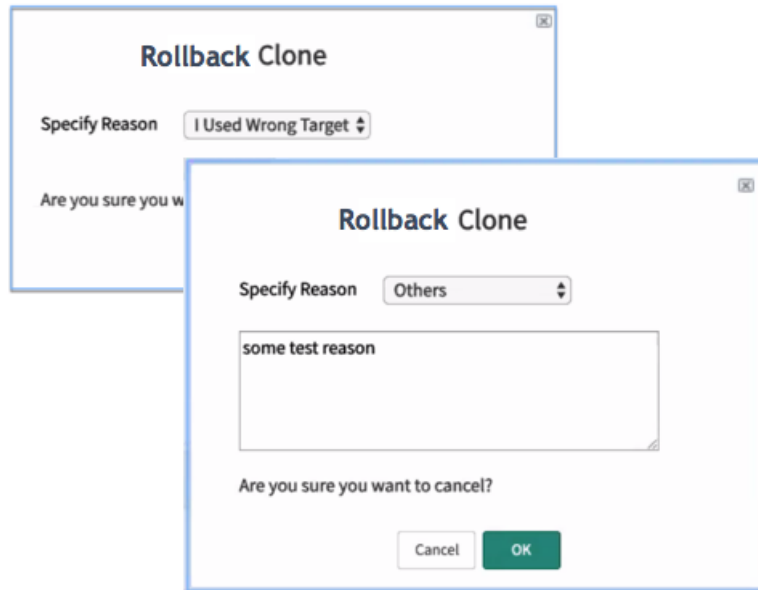 Rollback Clone
Specify Reason I Used Wrong Target
Are you sure you w
Rollback Clone
Specify Reason Others
some test reason
Are you sure you want to cancel?
Cancel OK